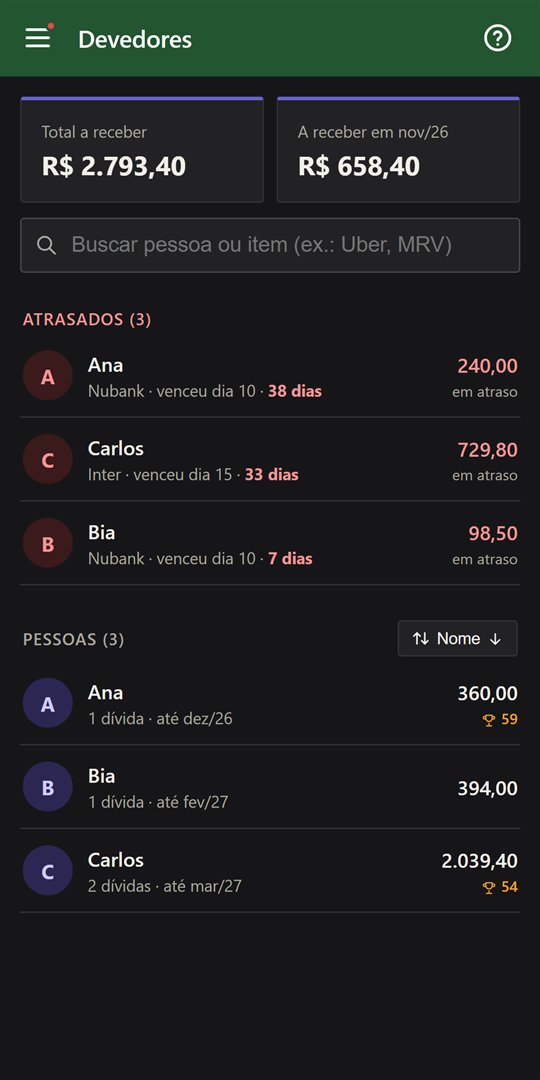 Devedores
Total a receber
R$ 2.793,40
A receber em nov/26
R$ 658,40
Buscar pessoa ou item (ex.: Uber, MRV)
ATRASADOS (3)
A
Ana
240,00
Nubank · venceu dia 10 · 38 dias
em atraso
C
Carlos
729,80
Inter · venceu dia 15 · 33 dias
em atraso
B
Bia
98,50
Nubank · venceu dia 10 · 7 dias
em atraso
PESSOAS (3)
Nome
A
Ana
360,00
1 dívida · até dez/26
59
B
Bia
394,00
1 dívida · até fev/27
C
Carlos
2.039,40
2 dívidas · até mar/27
54